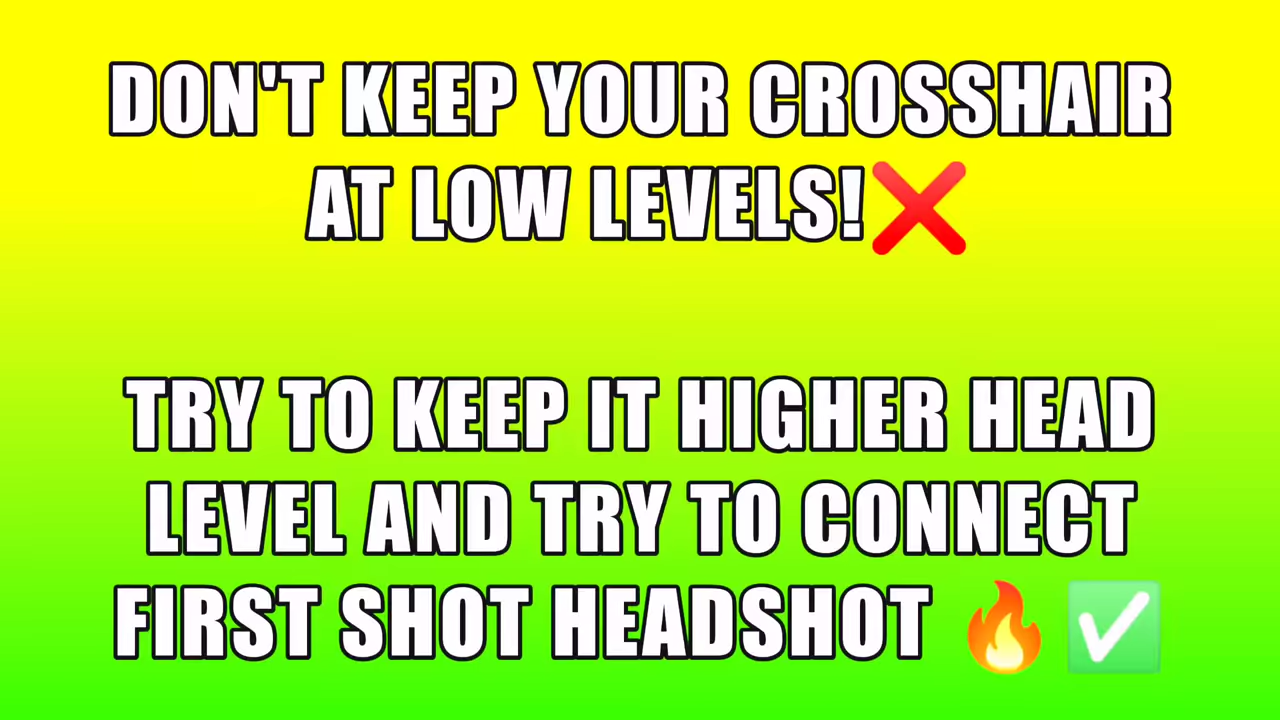 DON'T KEEP YOUR CROSSHAIR
AT LOW LEVELS!❌
TRY TO KEEP IT HIGHER HEAD
LEVEL AND TRY TO CONNECT
FIRST SHOT HEADSHOT 🔥 ✅